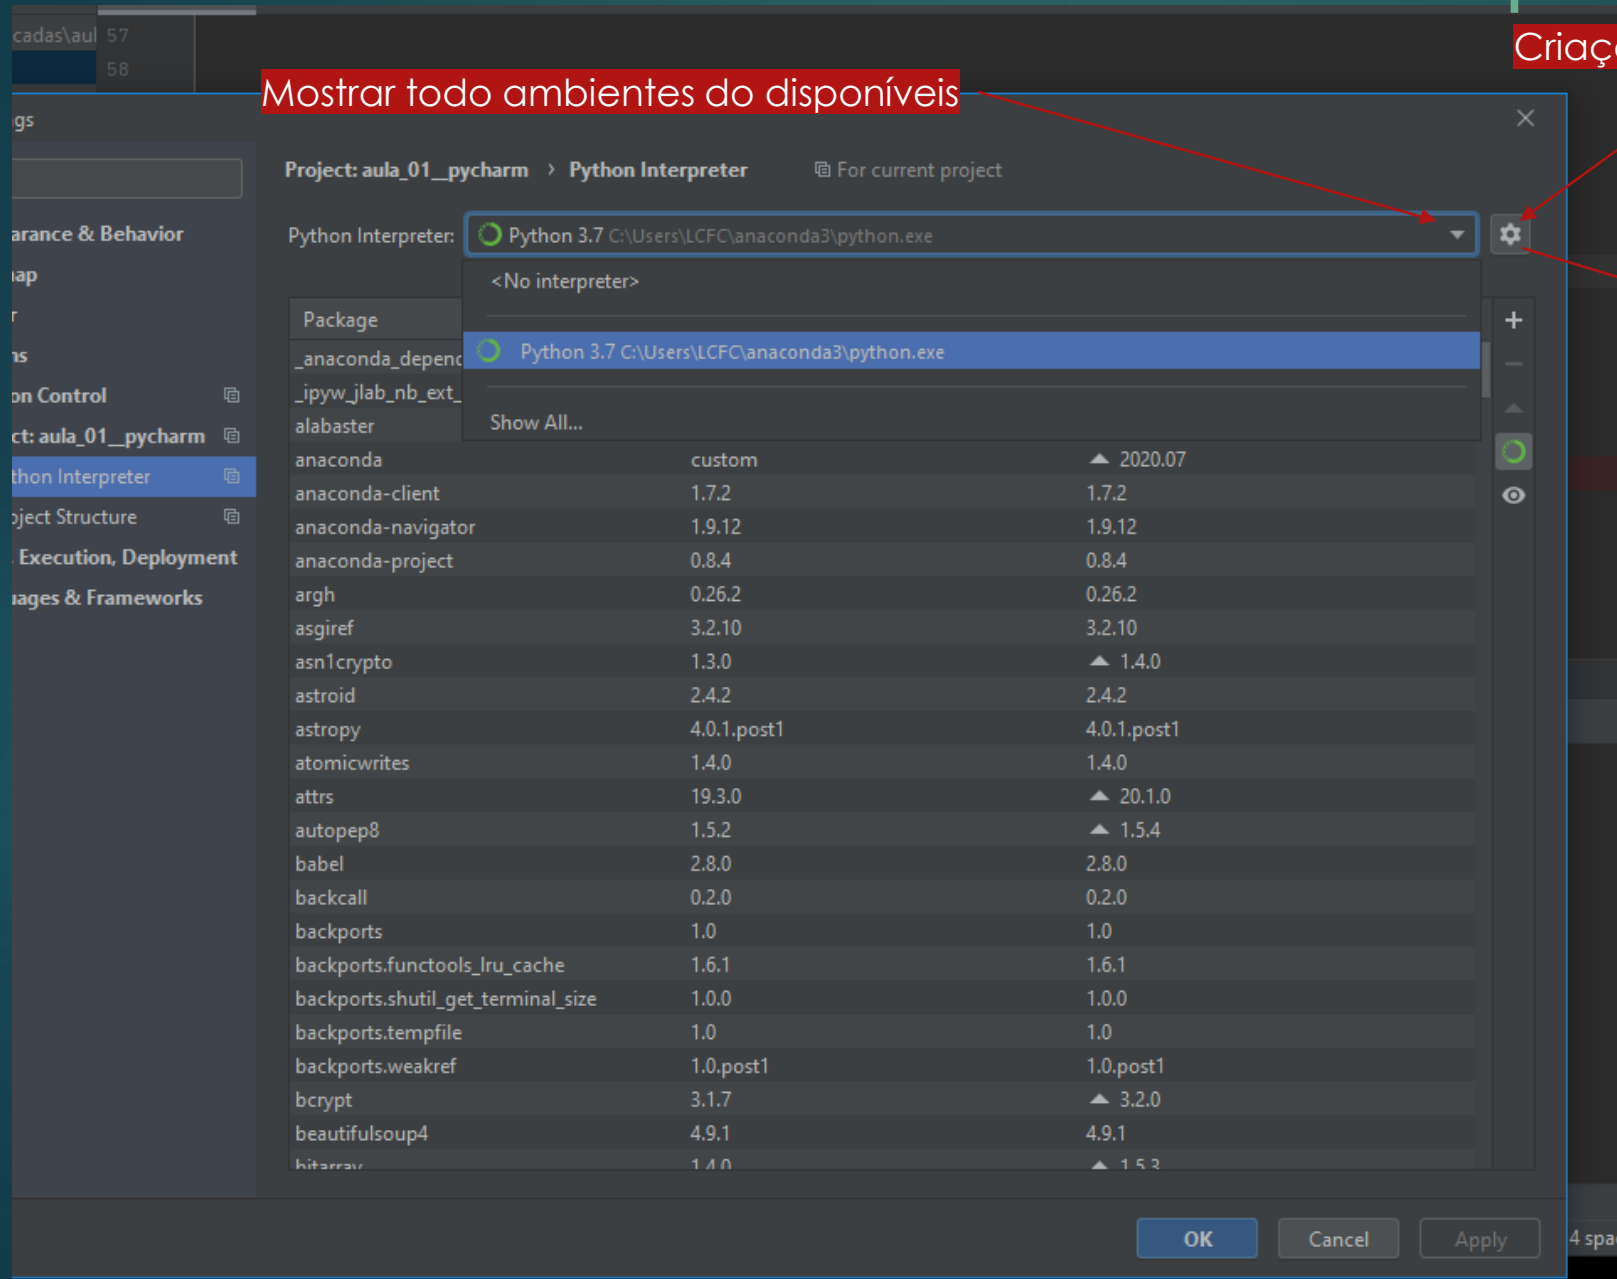 cadas\aul 57
58
Criaç
Mostrar todo ambientes do disponíveis
gs
Project: aula_01__pycharm › Python Interpreter For current project
Python Interpreter: Python 3.7 C:\Users\LCFC\anaconda3\python.exe
<No interpreter>
Python 3.7 C:\Users\LCFC\anaconda3\python.exe
Show All...
arance & Behavior
ap
r
ns
on Control
ct: aula_01__pycharm
thon Interpreter
oject Structure
, Execution, Deployment
uages & Frameworks
Package
_anaconda_depend
_ipyw_jlab_nb_ext_
alabaster
anaconda custom 2020.07
anaconda-client 1.7.2 1.7.2
anaconda-navigator 1.9.12 1.9.12
anaconda-project 0.8.4 0.8.4
argh 0.26.2 0.26.2
asgiref 3.2.10 3.2.10
asn1crypto 1.3.0 1.4.0
astroid 2.4.2 2.4.2
astropy 4.0.1.post1 4.0.1.post1
atomicwrites 1.4.0 1.4.0
attrs 19.3.0 20.1.0
autopep8 1.5.2 1.5.4
babel 2.8.0 2.8.0
backcall 0.2.0 0.2.0
backports 1.0 1.0
backports.functools_lru_cache 1.6.1 1.6.1
backports.shutil_get_terminal_size 1.0.0 1.0.0
backports.tempfile 1.0 1.0
backports.weakref 1.0.post1 1.0.post1
bcrypt 3.1.7 3.2.0
beautifulsoup4 4.9.1 4.9.1
bitarray 1.4.0 1.5.3
OK Cancel Apply
4 spa